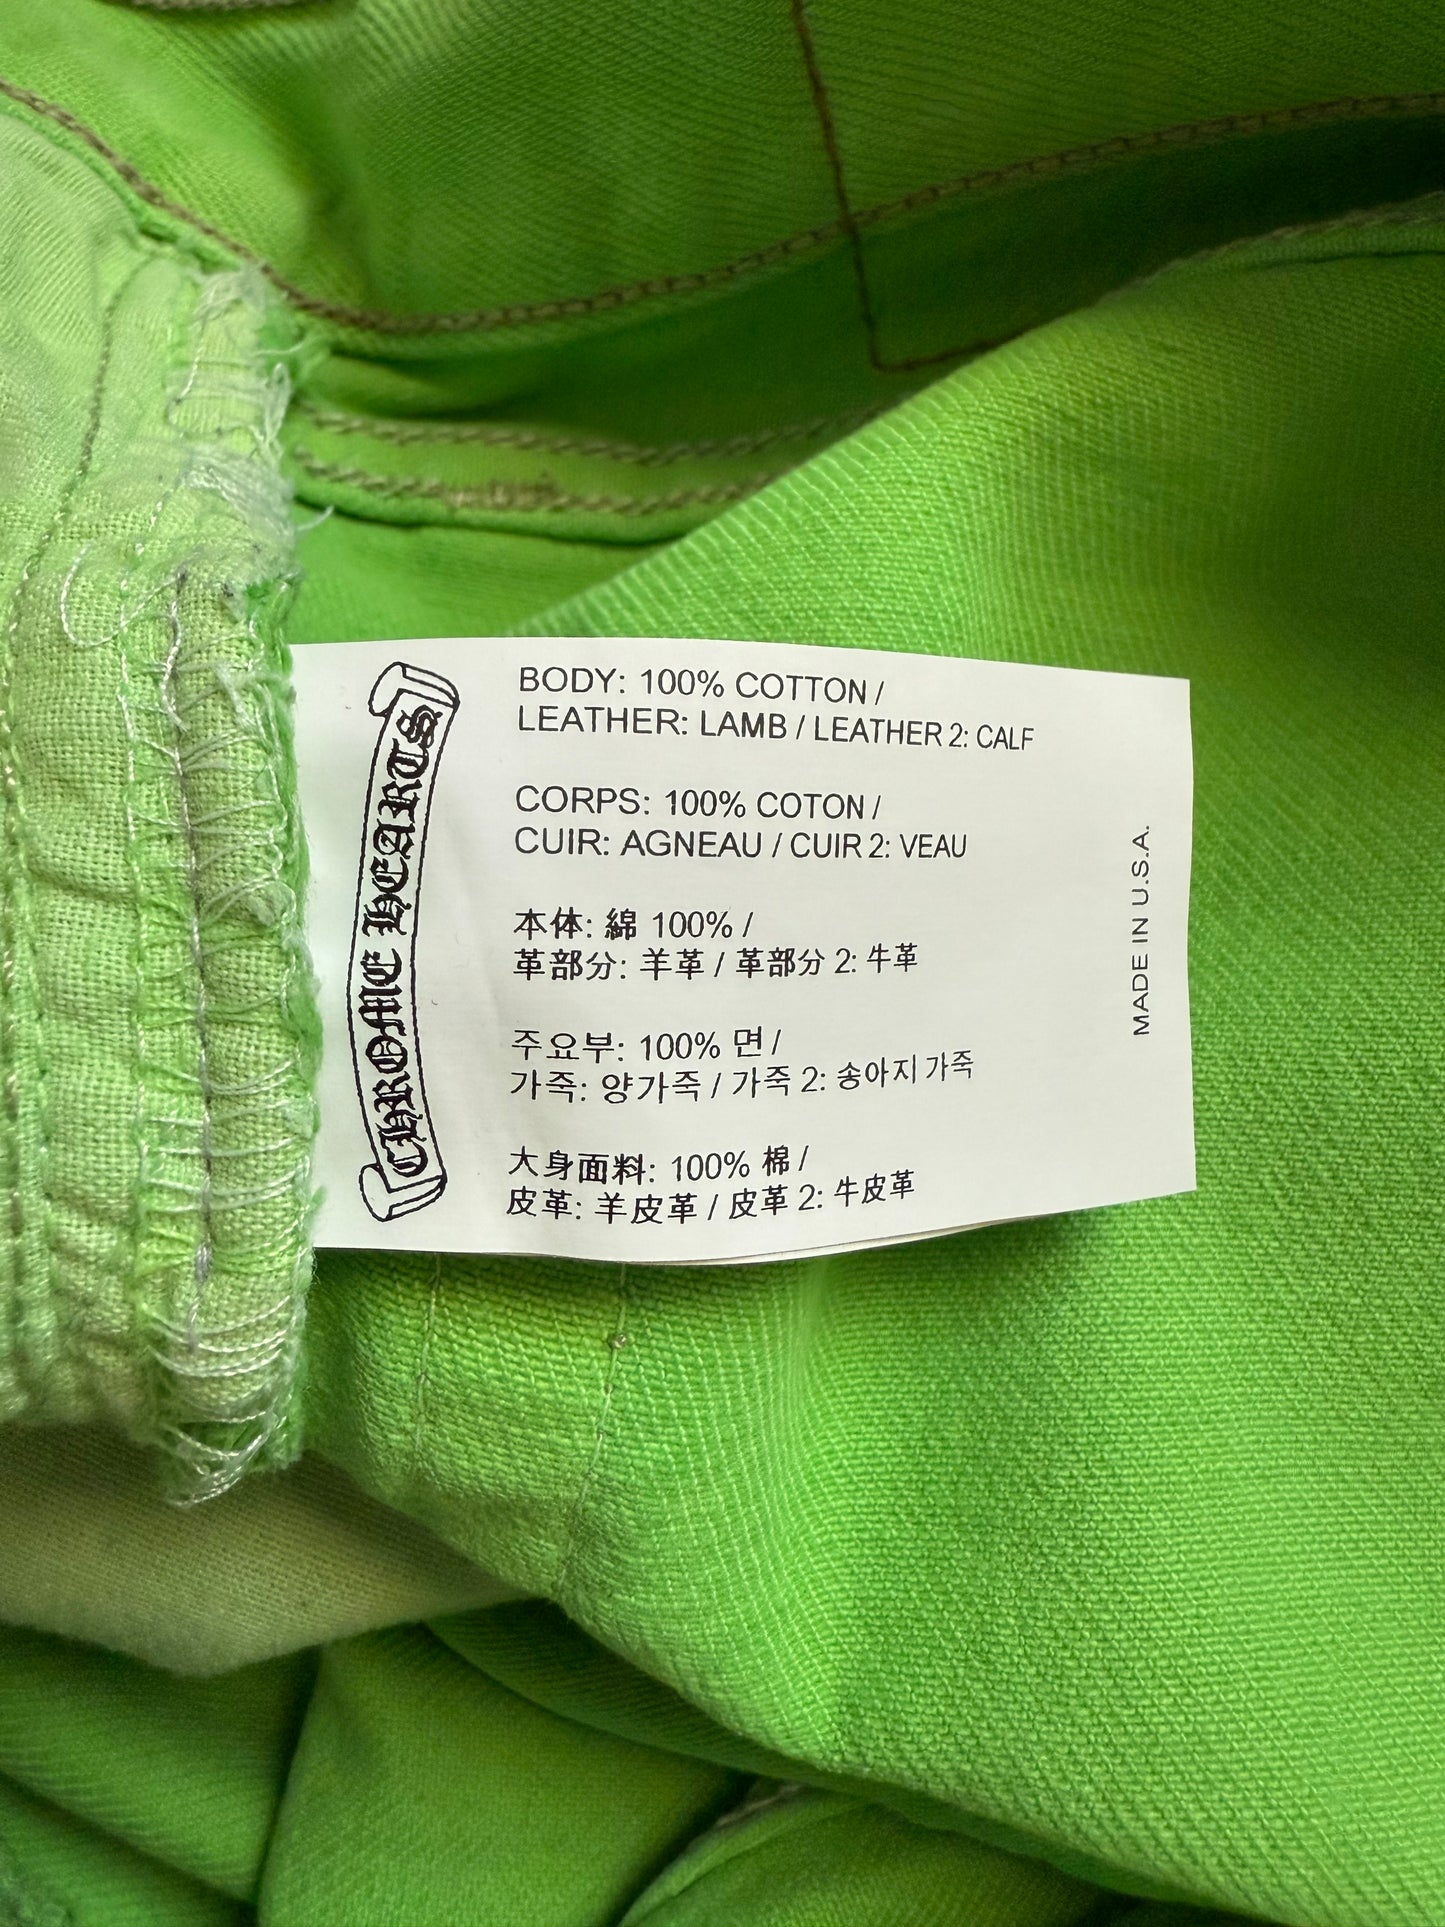 CHROME HEARTS
BODY: 100% COTTON /
LEATHER: LAMB / LEATHER 2: CALF
CORPS: 100% COTON /
CUIR: AGNEAU / CUIR 2: VEAU
本体: 綿 100% /
革部分: 羊革 / 革部分 2: 牛革
주요부: 100% 면 /
가죽: 양가죽 / 가죽 2: 송아지 가죽
大身面料: 100% 棉 /
皮革: 羊皮革 / 皮革 2: 牛皮革
MADE IN U.S.A.